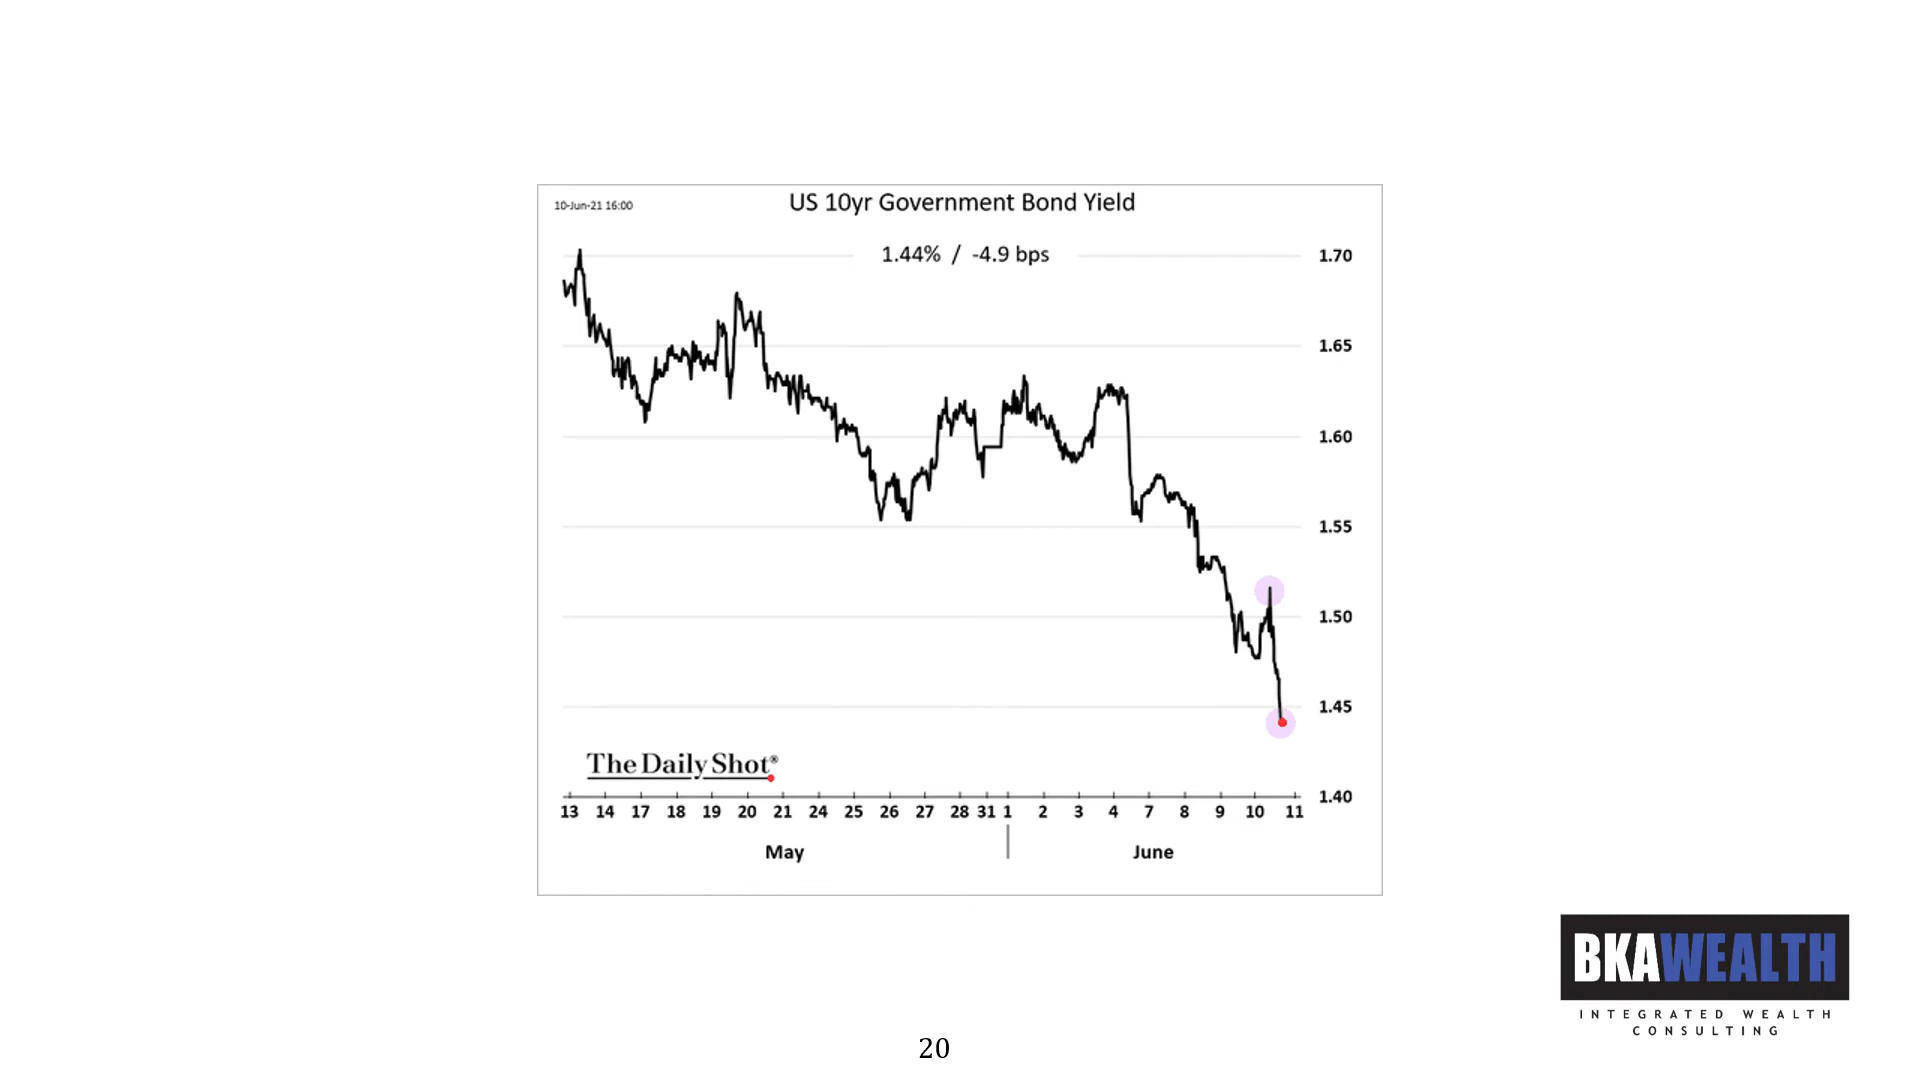 US 10yr Government Bond Yield
10-Jun-21 16:00
1.44% / -4.9 bps
1.70
1.65
1.60
1.55
1.50
1.45
1.40
The Daily Shot®
13 14 17 18 19 20 21 24 25 26 27 28 31 1 2 3 4 7 8 9 10 11
May June
BKAWEALTH
INTEGRATED WEALTH
CONSULTING
20